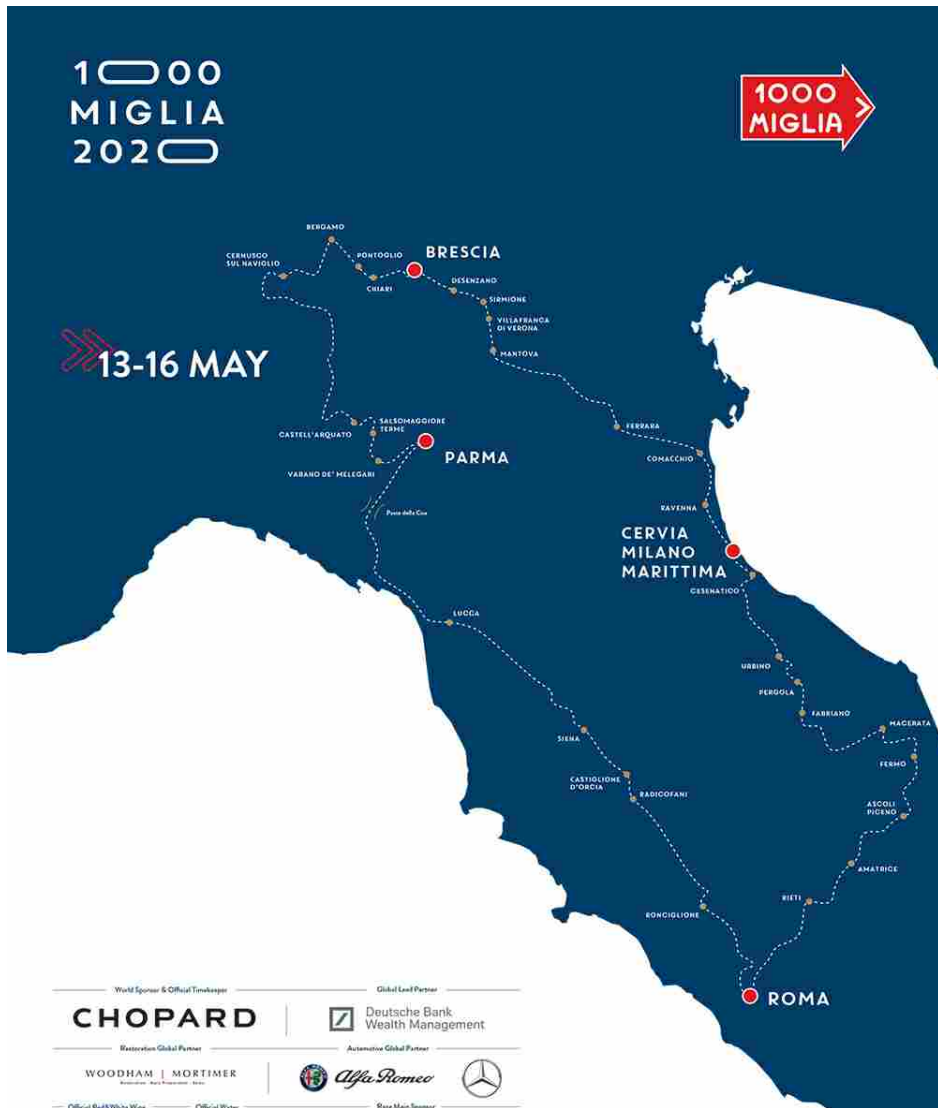 1000
MIGLIA
2020
1000
MIGLIA
13-16 MAY
BERGAMO
CERNUSCO
SUL NAVIGLIO
PONTOGLIO
CHIARI
BRESCIA
DESENZANO
SIRMIONE
VILLAFRANCA
DI VERONA
MANTOVA
FERRARA
COMACCHIO
RAVENNA
CERVIA
MILANO
MARITTIMA
CESENATICO
CASTELL'ARQUATO
SALSOMAGGIORE
TERME
VARANO DE' MELEGARI
PARMA
Passo della Cisa
LUCCA
URBINO
PERGOLA
FABRIANO
MACERATA
FERMO
SIENA
CASTIGLIONE
D'ORCIA
RADICOFANI
ASCOLI
PICENO
AMATRICE
RIETI
RONCIGLIONE
ROMA
World Sponsor & Official Timekeeper
Global Lead Partner
CHOPARD
Deutsche Bank
Wealth Management
Restoration Global Partner
Automotive Global Partner
WOODHAM | MORTIMER
Alfa Romeo